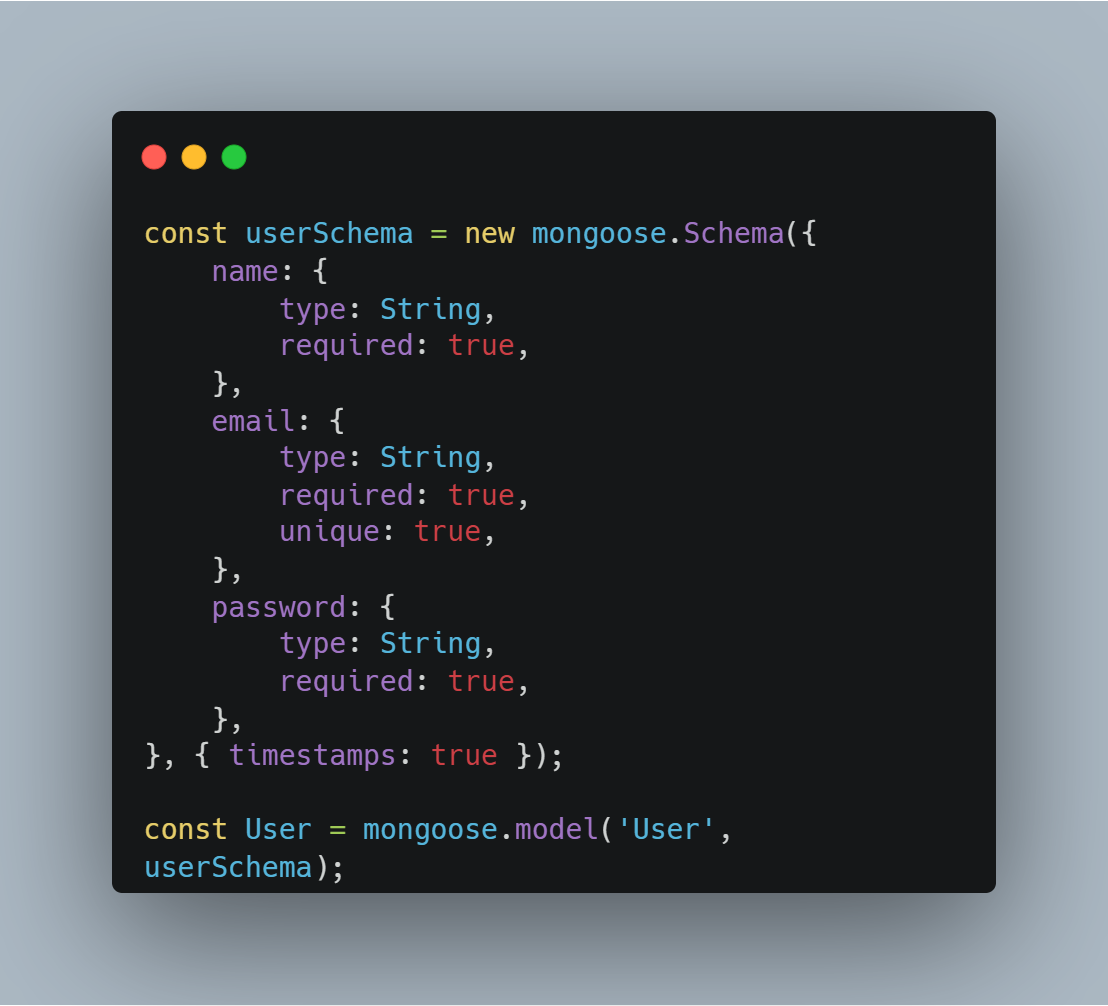 const userSchema = new mongoose.Schema({
    name: {
        type: String,
        required: true,
    },
    email: {
        type: String,
        required: true,
        unique: true,
    },
    password: {
        type: String,
        required: true,
    },
}, { timestamps: true });

const User = mongoose.model('User',
userSchema);